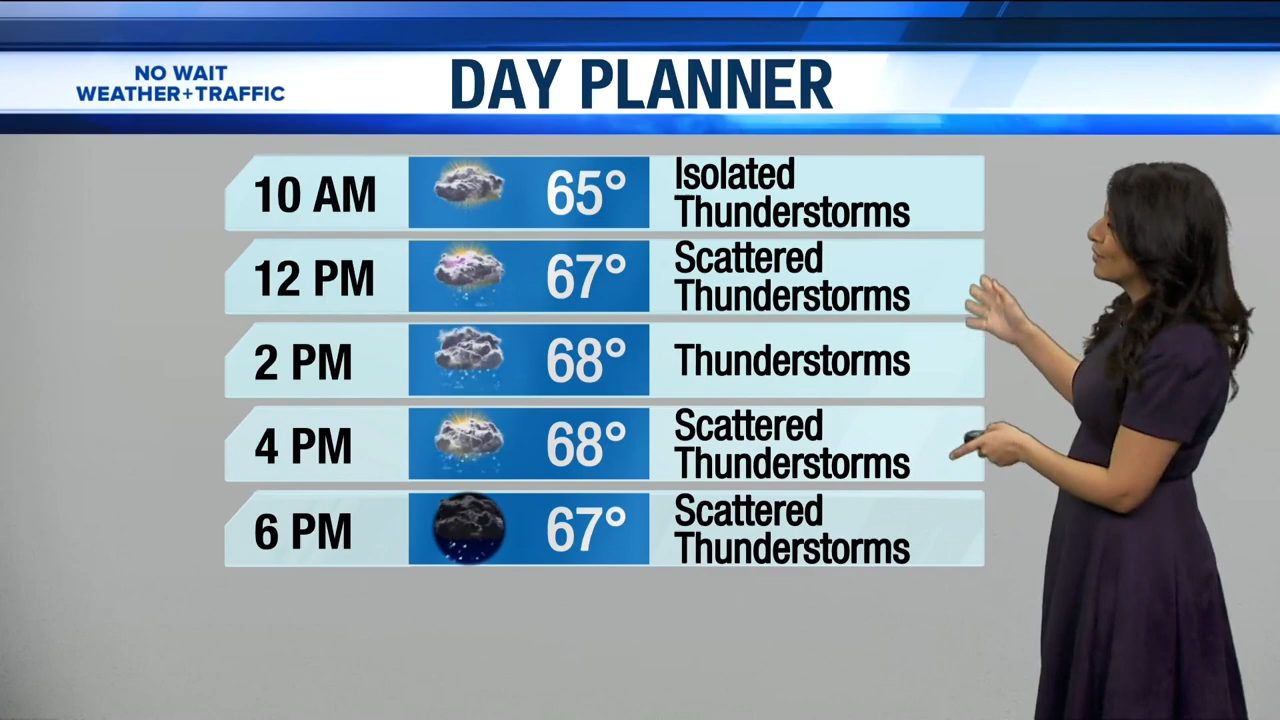 NO WAIT
WEATHER+TRAFFIC
DAY PLANNER
10 AM
65°
Isolated
Thunderstorms
12 PM
67°
Scattered
Thunderstorms
2 PM
68°
Thunderstorms
4 PM
68°
Scattered
Thunderstorms
6 PM
67°
Scattered
Thunderstorms